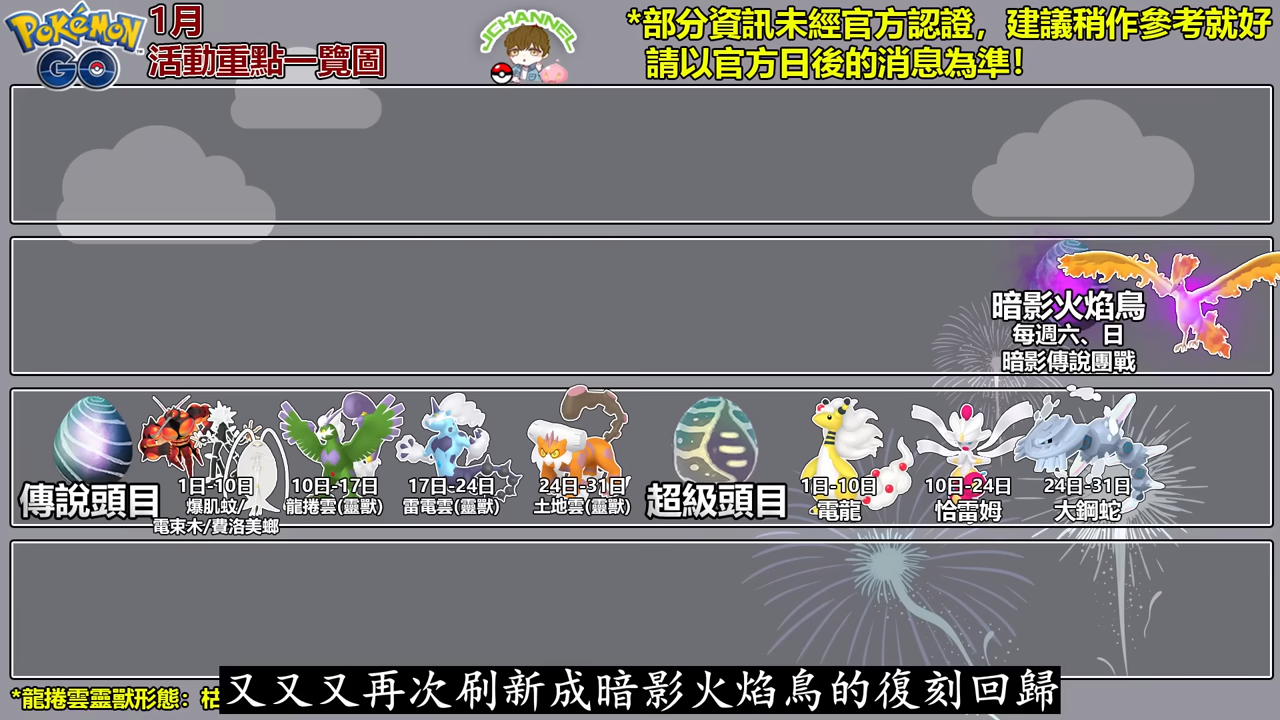 Pokémon GO
1月
活動重點一覽圖
JCHANNEL
*部分資訊未經官方認證，建議稍作參考就好
請以官方日後的消息為準！
暗影火焰鳥
每週六、日
暗影傳說團戰
傳說頭目
1日-10日
爆肌蚊/
電束木/費洛美螂
10日-17日
龍捲雲(靈獸)
17日-24日
雷電雲(靈獸)
24日-31日
土地雲(靈獸)
超級頭目
1日-10日
電龍
10日-24日
恰雷姆
24日-31日
大鋼蛇
*龍捲雲靈獸形態：枯
又又又再次刷新成暗影火焰鳥的復刻回歸